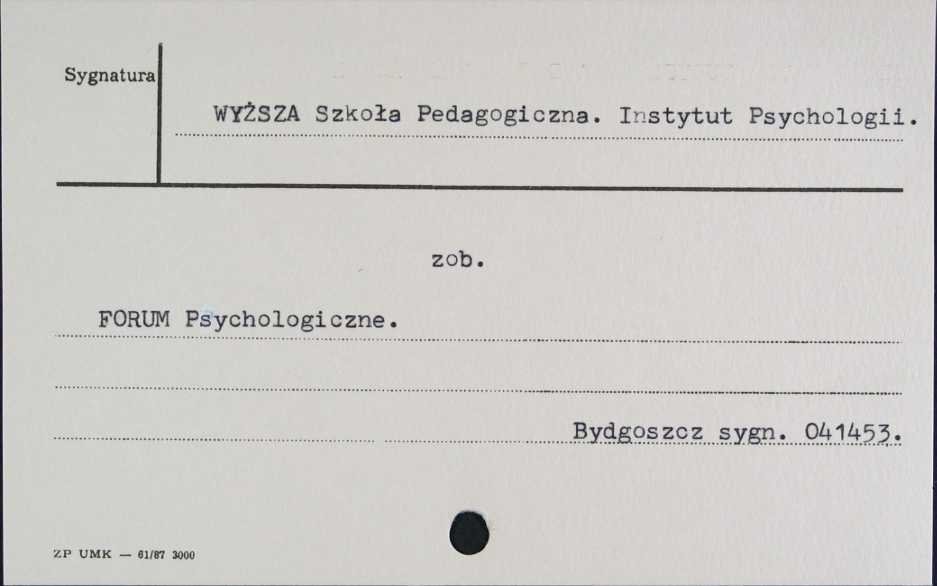 Sygnatura
WYŻSZA Szkoła Pedagogiczna. Instytut Psychologii.
zob.
FORUM Psychologiczne.
Bydgoszcz sygn. 041453.
ZP UMK — 61/87 3000